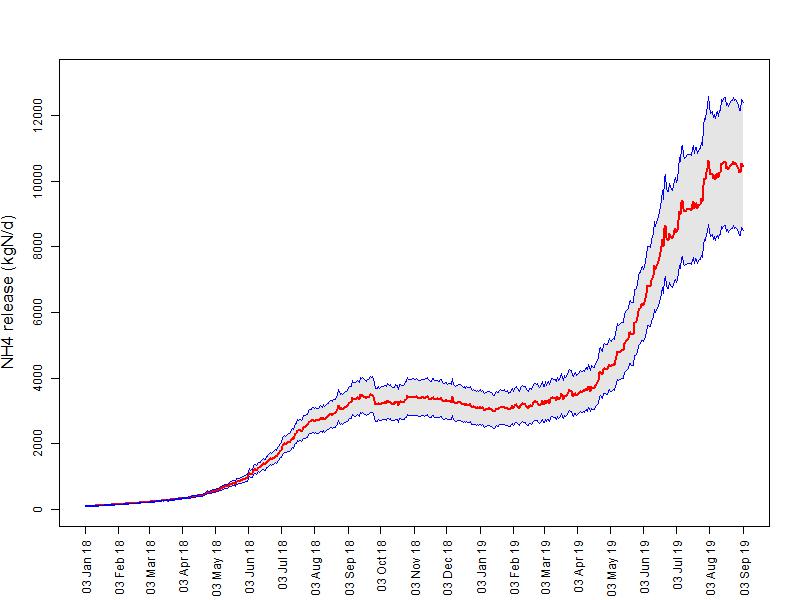 NH4 release (kgN/d)
12000
10000
8000
6000
4000
2000
0
03 Jan 18
03 Feb 18
03 Mar 18
03 Apr 18
03 May 18
03 Jun 18
03 Jul 18
03 Aug 18
03 Sep 18
03 Oct 18
03 Nov 18
03 Dec 18
03 Jan 19
03 Feb 19
03 Mar 19
03 Apr 19
03 May 19
03 Jun 19
03 Jul 19
03 Aug 19
03 Sep 19